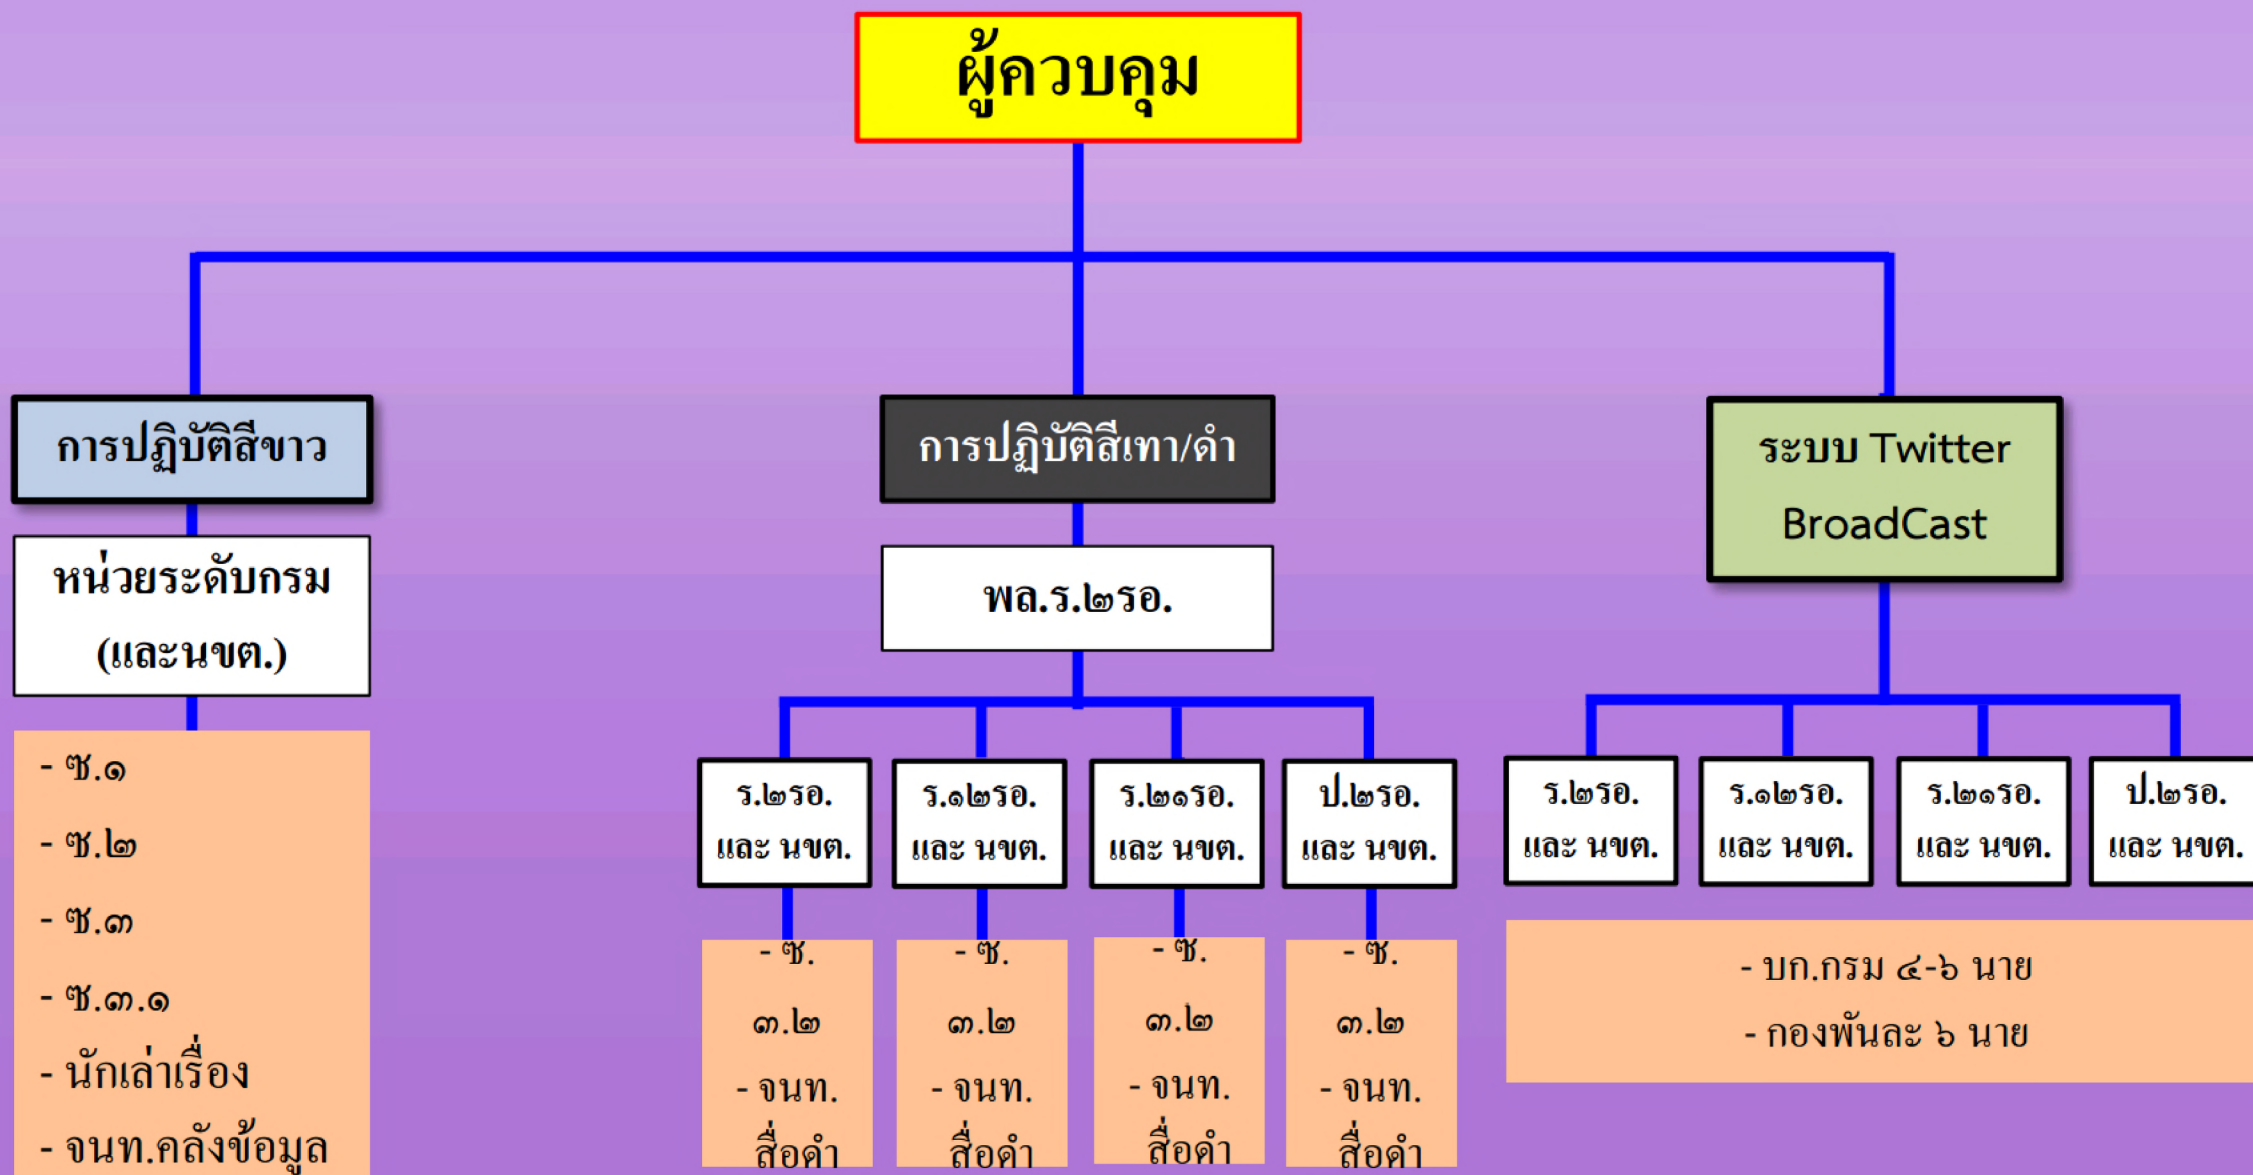 ผู้ควบคุม
การปฏิบัติสีขาว
หน่วยระดับกรม
(และนขต.)
- ซ.๑
- ซ.๒
- ซ.๓
- ซ.๓.๑
- นักเล่าเรื่อง
- จนท.คลังข้อมูล
การปฏิบัติสีเทา/ดำ
พล.ร.๒รอ.
ร.๒รอ.
และ นขต.
- ซ.
๓.๒
- จนท.
สื่อดำ
ร.๑๒รอ.
และ นขต.
- ซ.
๓.๒
- จนท.
สื่อดำ
ร.๒๑รอ.
และ นขต.
- ซ.
๓.๒
- จนท.
สื่อดำ
ป.๒รอ.
และ นขต.
- ซ.
๓.๒
- จนท.
สื่อดำ
ระบบ Twitter
BroadCast
ร.๒รอ.
และ นขต.
ร.๑๒รอ.
และ นขต.
ร.๒๑รอ.
และ นขต.
ป.๒รอ.
และ นขต.
- บก.กรม ๔-๖ นาย
- กองพันละ ๖ นาย